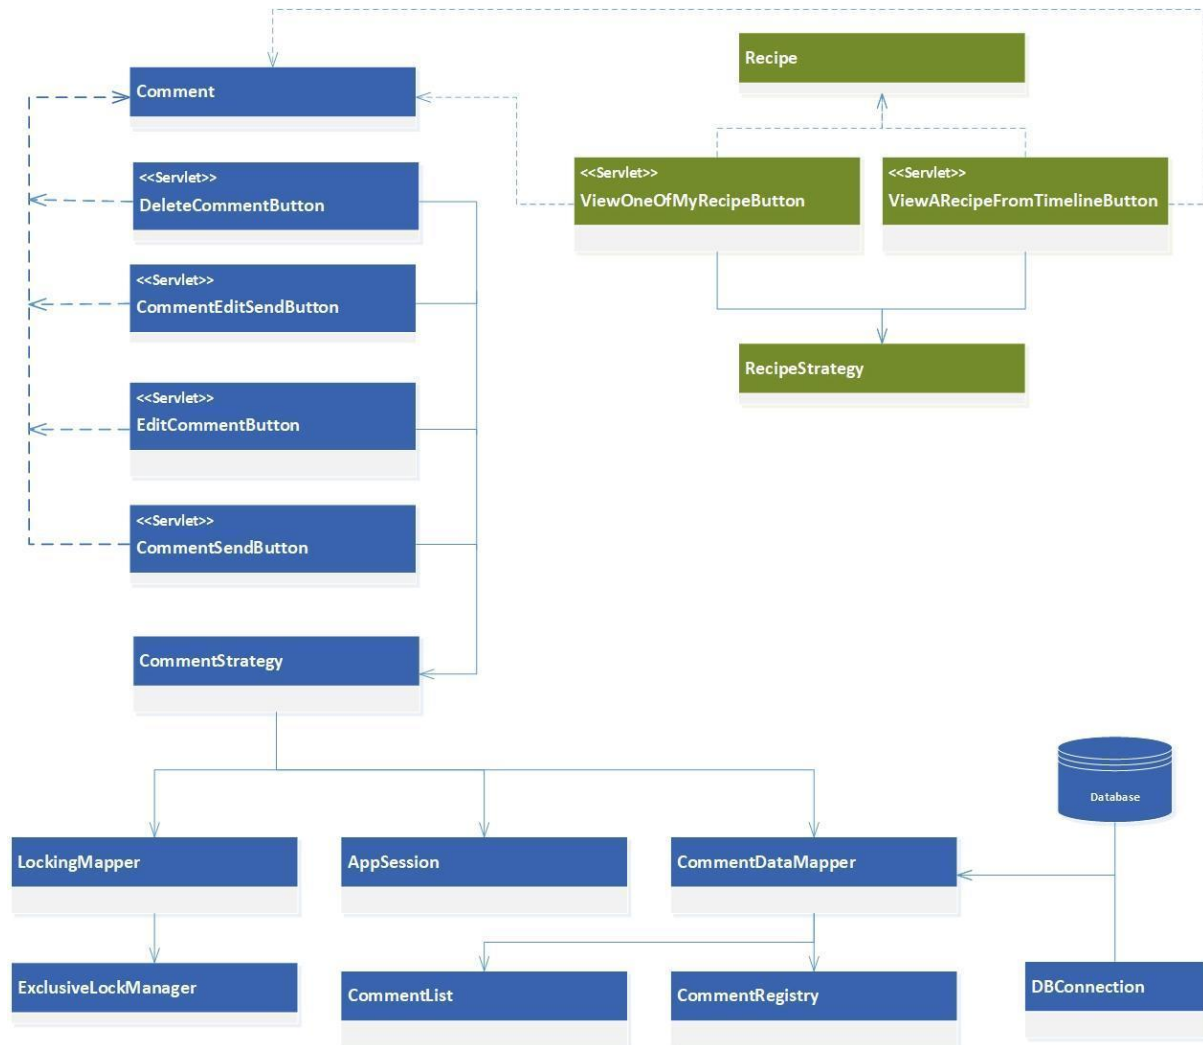 Recipe
Comment
<<Servlet>>
DeleteCommentButton
<<Servlet>>
ViewOneOfMyRecipeButton
<<Servlet>>
ViewARecipeFromTimelineButton
<<Servlet>>
CommentEditSendButton
RecipeStrategy
<<Servlet>>
EditCommentButton
<<Servlet>>
CommentSendButton
CommentStrategy
Database
LockingMapper
AppSession
CommentDataMapper
ExclusiveLockManager
CommentList
CommentRegistry
DBConnection